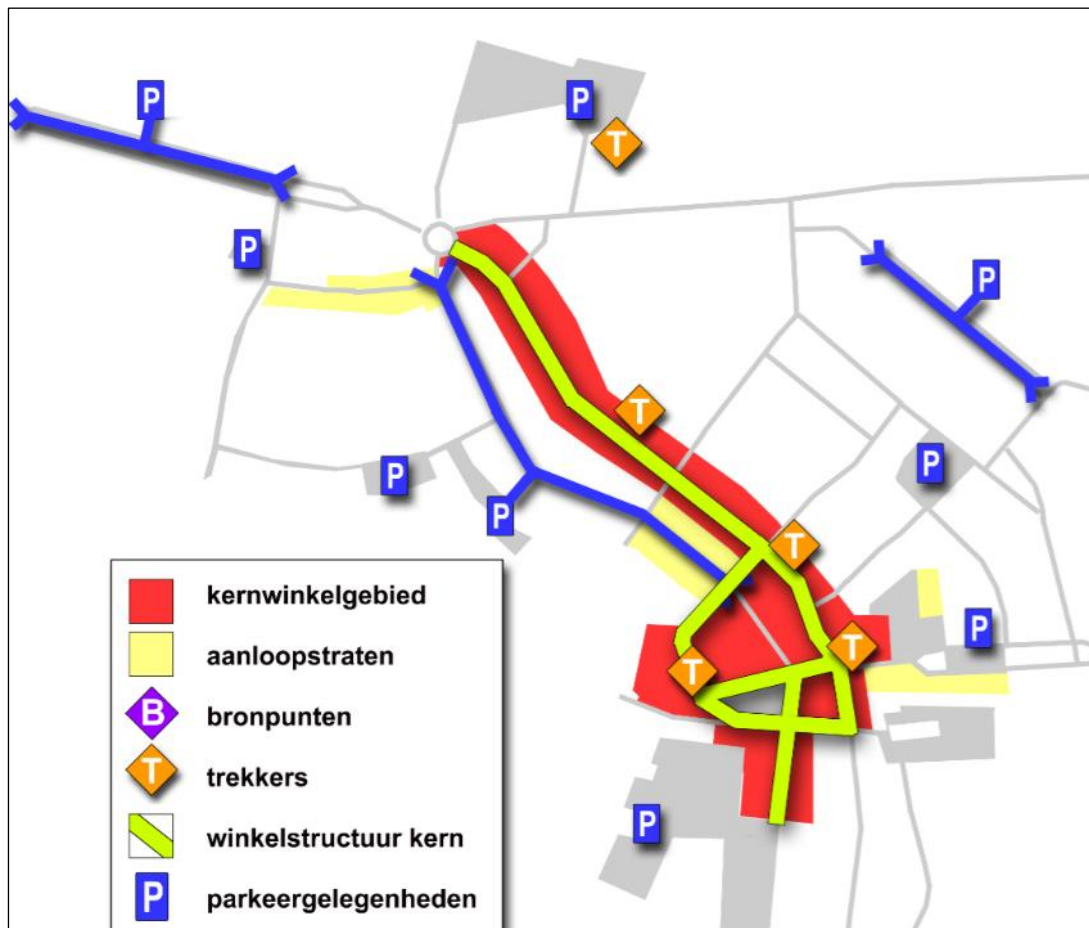 P
P
T
P
P
T
P
P
P
T
P
T
T
P
kernwinkelgebied
aanloopstraten
B bronpunten
T trekkers
winkelstructuur kern
P parkeergelegenheden